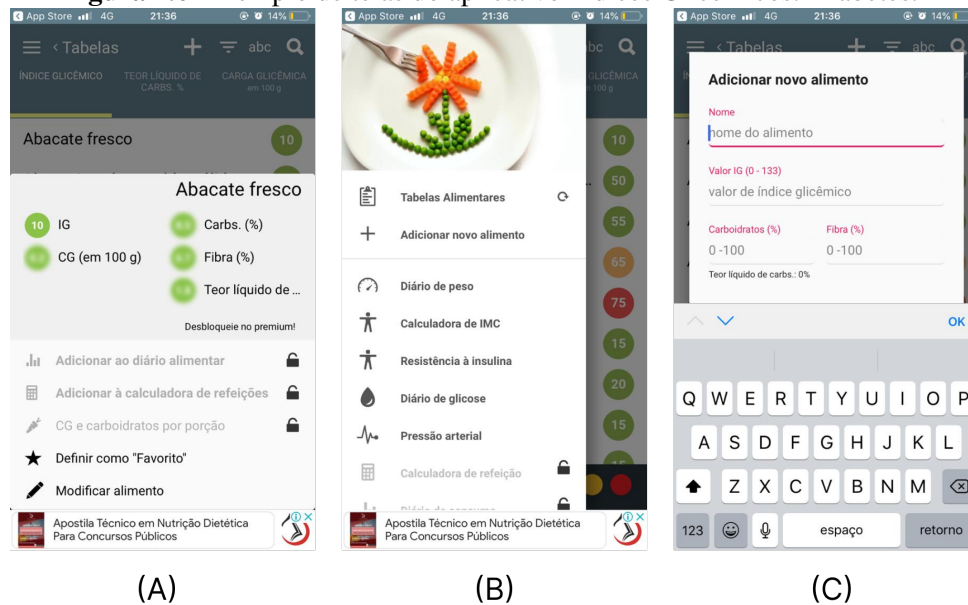 App Store 4G 21:36 14%
< Tabelas abc
ÍNDICE GLICÊMICO TEOR LÍQUIDO DE CARBS. % CARGA GLICÊMICA em 100 g
Abacate fresco 10
Abacate fresco
10 IG Carbs. (%)
CG (em 100 g) Fibra (%)
Teor líquido de ...
Desbloqueie no premium!
Adicionar ao diário alimentar
Adicionar à calculadora de refeições
CG e carboidratos por porção
Definir como "Favorito"
Modificar alimento
Apostila Técnico em Nutrição Dietética
Para Concursos Públicos
(A)
App Store 4G 21:36 14%
bc
GLICÊMICA
100 g
10
50
55
65
75
15
20
15
Tabelas Alimentares
Adicionar novo alimento
Diário de peso
Calculadora de IMC
Resistência à insulina
Diário de glicose
Pressão arterial
Calculadora de refeição
Apostila Técnico em Nutrição Dietética
Para Concursos Públicos
(B)
App Store 4G 21:36 14%
< Tabelas abc
Adicionar novo alimento
Nome
nome do alimento
Valor IG (0 - 133)
valor de índice glicêmico
Carboidratos (%) Fibra (%)
0 -100 0 -100
Teor líquido de carbs.: 0%
OK
Q W E R T Y U I O P
A S D F G H J K L
Z X C V B N M
123 espaço retorno
(C)